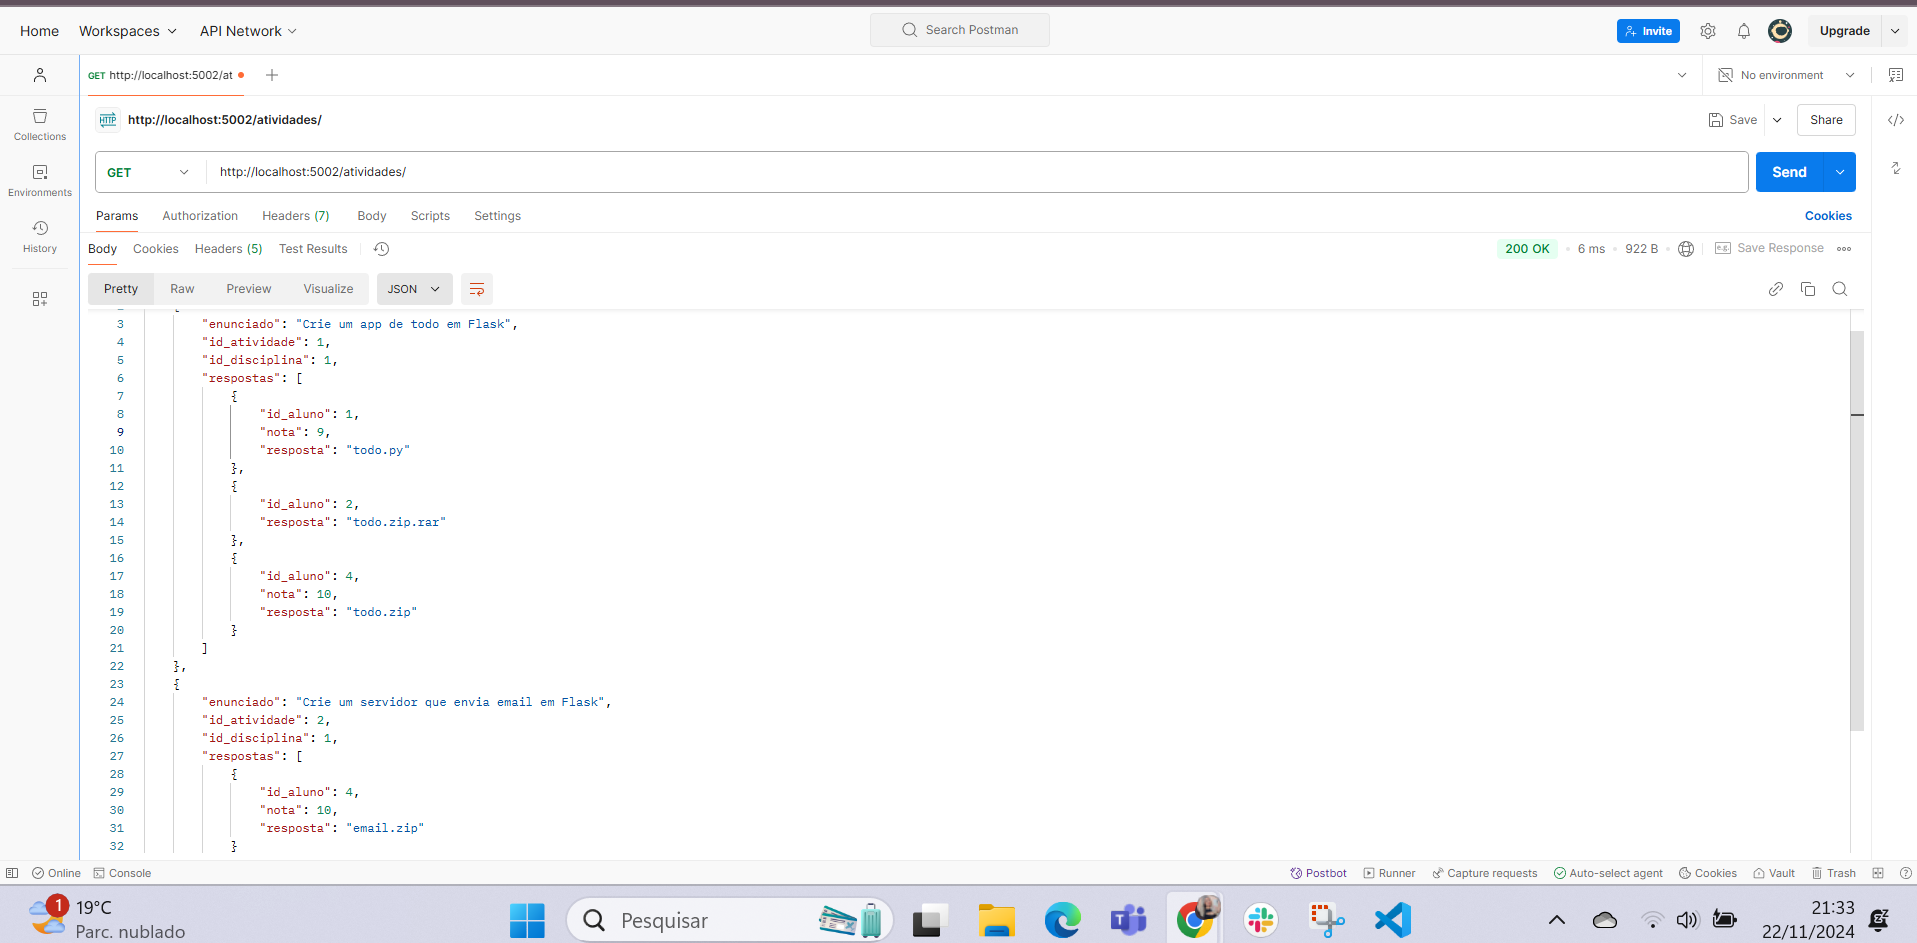 Home Workspaces API Network Search Postman Invite Upgrade
GET http://localhost:5002/at No environment
HTTP http://localhost:5002/atividades/ Save Share
Collections
GET http://localhost:5002/atividades/ Send
Environments
Params Authorization Headers (7) Body Scripts Settings Cookies
History
Body Cookies Headers (5) Test Results 200 OK 6 ms 922 B e.g. Save Response
Pretty Raw Preview Visualize JSON
3 "enunciado": "Crie um app de todo em Flask",
4 "id_atividade": 1,
5 "id_disciplina": 1,
6 "respostas": [
7 {
8 "id_aluno": 1,
9 "nota": 9,
10 "resposta": "todo.py"
11 },
12 {
13 "id_aluno": 2,
14 "resposta": "todo.zip.rar"
15 },
16 {
17 "id_aluno": 4,
18 "nota": 10,
19 "resposta": "todo.zip"
20 }
21 ]
22 },
23 {
24 "enunciado": "Crie um servidor que envia email em Flask",
25 "id_atividade": 2,
26 "id_disciplina": 1,
27 "respostas": [
28 {
29 "id_aluno": 4,
30 "nota": 10,
31 "resposta": "email.zip"
32 }
Online Console Postbot Runner Capture requests Auto-select agent Cookies Vault Trash
1 19°C
Parc. nublado
Pesquisar
21:33
22/11/2024